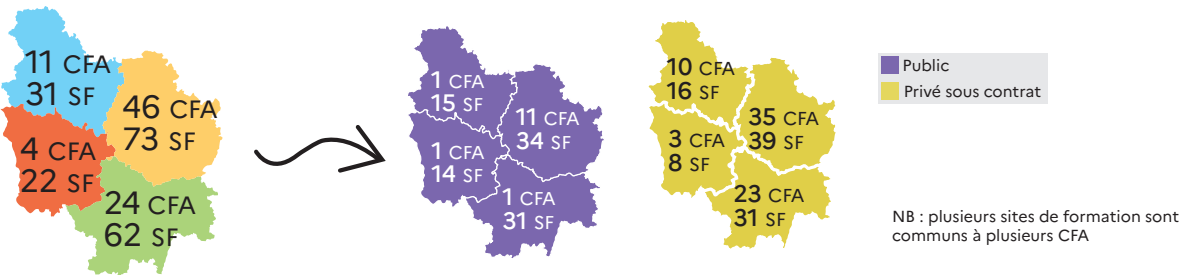 11 CFA
31 SF
46 CFA
73 SF
4 CFA
22 SF
24 CFA
62 SF
1 CFA
15 SF
11 CFA
34 SF
1 CFA
14 SF
1 CFA
31 SF
10 CFA
16 SF
35 CFA
39 SF
3 CFA
8 SF
23 CFA
31 SF
Public
Privé sous contrat
NB : plusieurs sites de formation sont
communs à plusieurs CFA